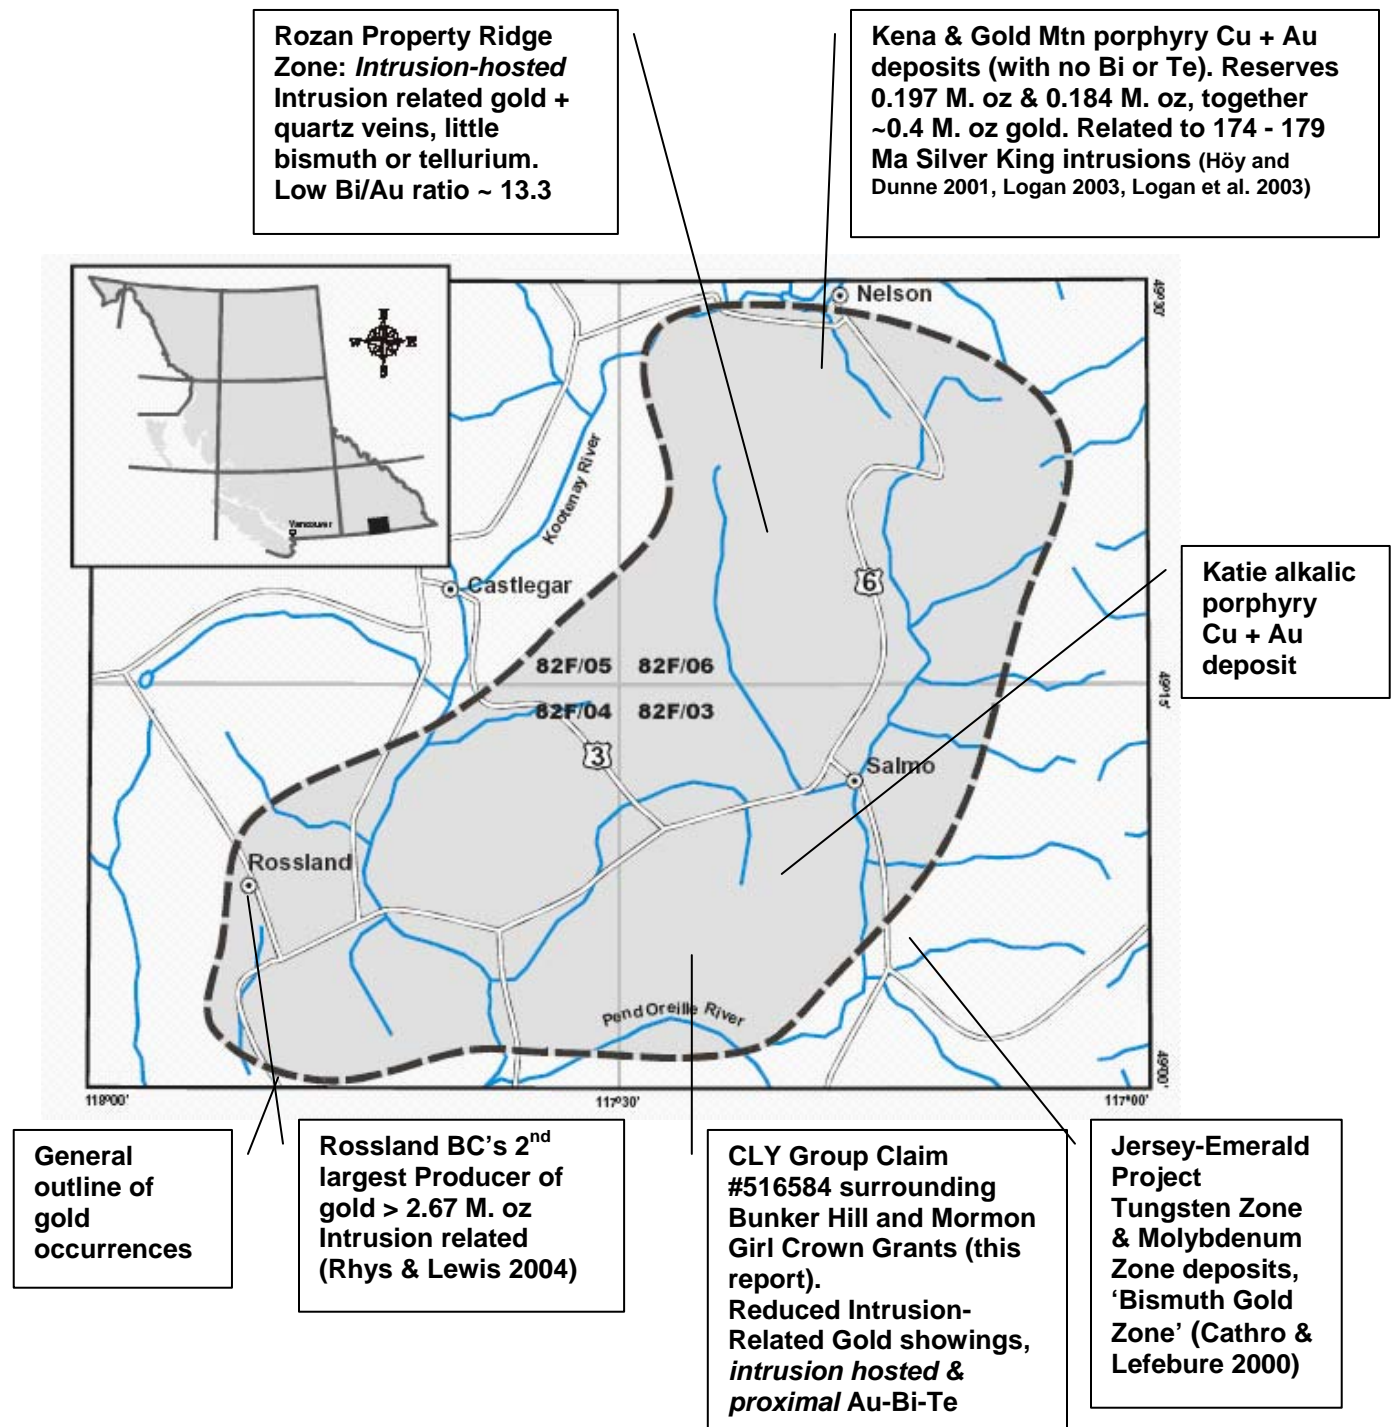 Rozan Property Ridge
Zone: Intrusion-hosted
Intrusion related gold +
quartz veins, little
bismuth or tellurium.
Low Bi/Au ratio ~ 13.3
Kena & Gold Mtn porphyry Cu + Au
deposits (with no Bi or Te). Reserves
0.197 M. oz & 0.184 M. oz, together
~0.4 M. oz gold. Related to 174 - 179
Ma Silver King intrusions (Höy and
Dunne 2001, Logan 2003, Logan et al. 2003)
N
W
E
S
Vancouver
Nelson
49º30'
Kootenay River
Castlegar
6
Katie alkalic
porphyry
Cu + Au
deposit
82F/05
82F/06
49º15'
82F/04
82F/03
3
Salmo
Rossland
Pend Oreille River
49º00'
118º00'
117º30'
117º00'
General
outline of
gold
occurrences
Rossland BC’s 2nd
largest Producer of
gold > 2.67 M. oz
Intrusion related
(Rhys & Lewis 2004)
CLY Group Claim
#516584 surrounding
Bunker Hill and Mormon
Girl Crown Grants (this
report).
Reduced Intrusion-
Related Gold showings,
intrusion hosted &
proximal Au-Bi-Te
Jersey-Emerald
Project
Tungsten Zone
& Molybdenum
Zone deposits,
‘Bismuth Gold
Zone’ (Cathro &
Lefebure 2000)